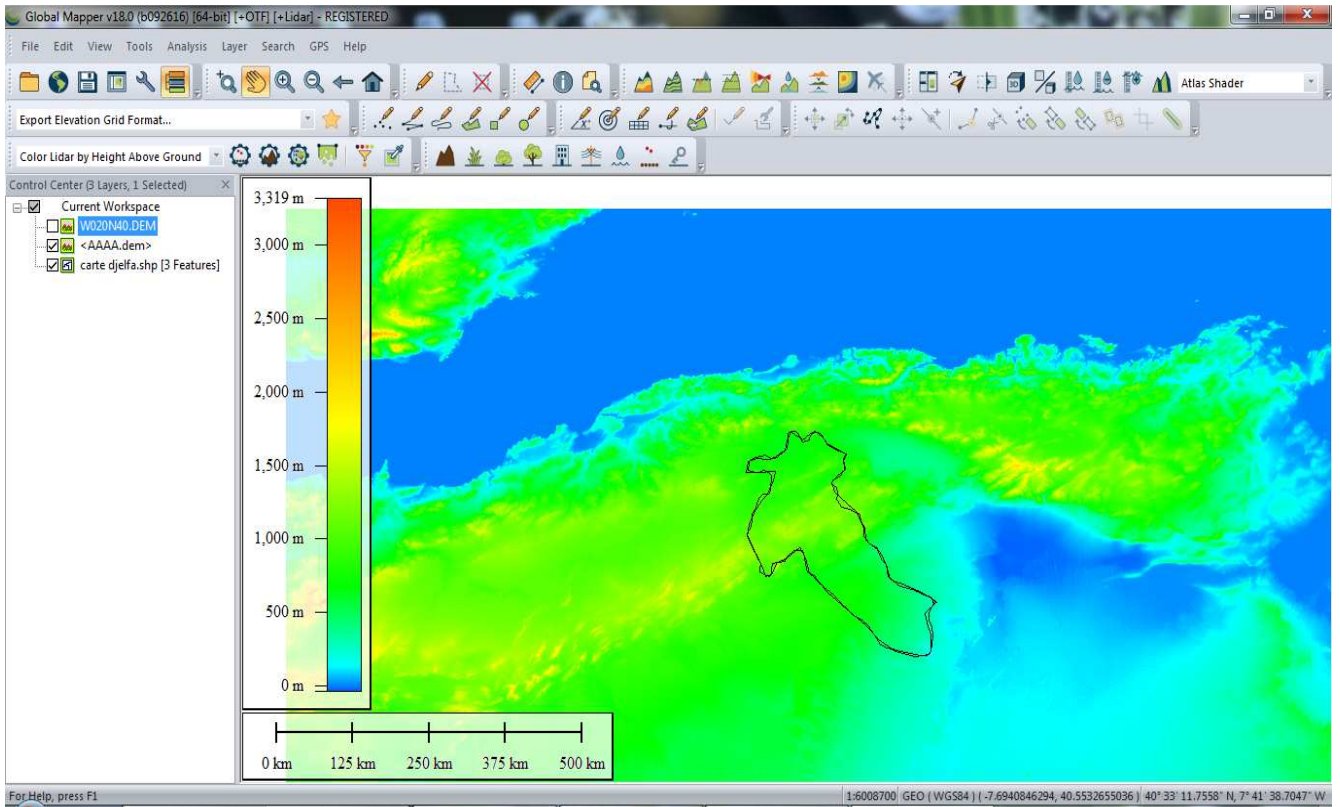 Global Mapper v18.0 (b092616) [64-bit] [+OTF] [+Lidar] - REGISTERED
File Edit View Tools Analysis Layer Search GPS Help
Atlas Shader
Export Elevation Grid Format...
Color Lidar by Height Above Ground
Control Center (3 Layers, 1 Selected)
Current Workspace
W020N40.DEM
<AAAA.dem>
carte djelfa.shp [3 Features]
3,319 m
3,000 m
2,500 m
2,000 m
1,500 m
1,000 m
500 m
0 m
0 km 125 km 250 km 375 km 500 km
For Help, press F1
1:6008700 GEO ( WGS84 ) ( -7.6940846294, 40.5532655036 ) 40° 33' 11.7558" N, 7° 41' 38.7047" W